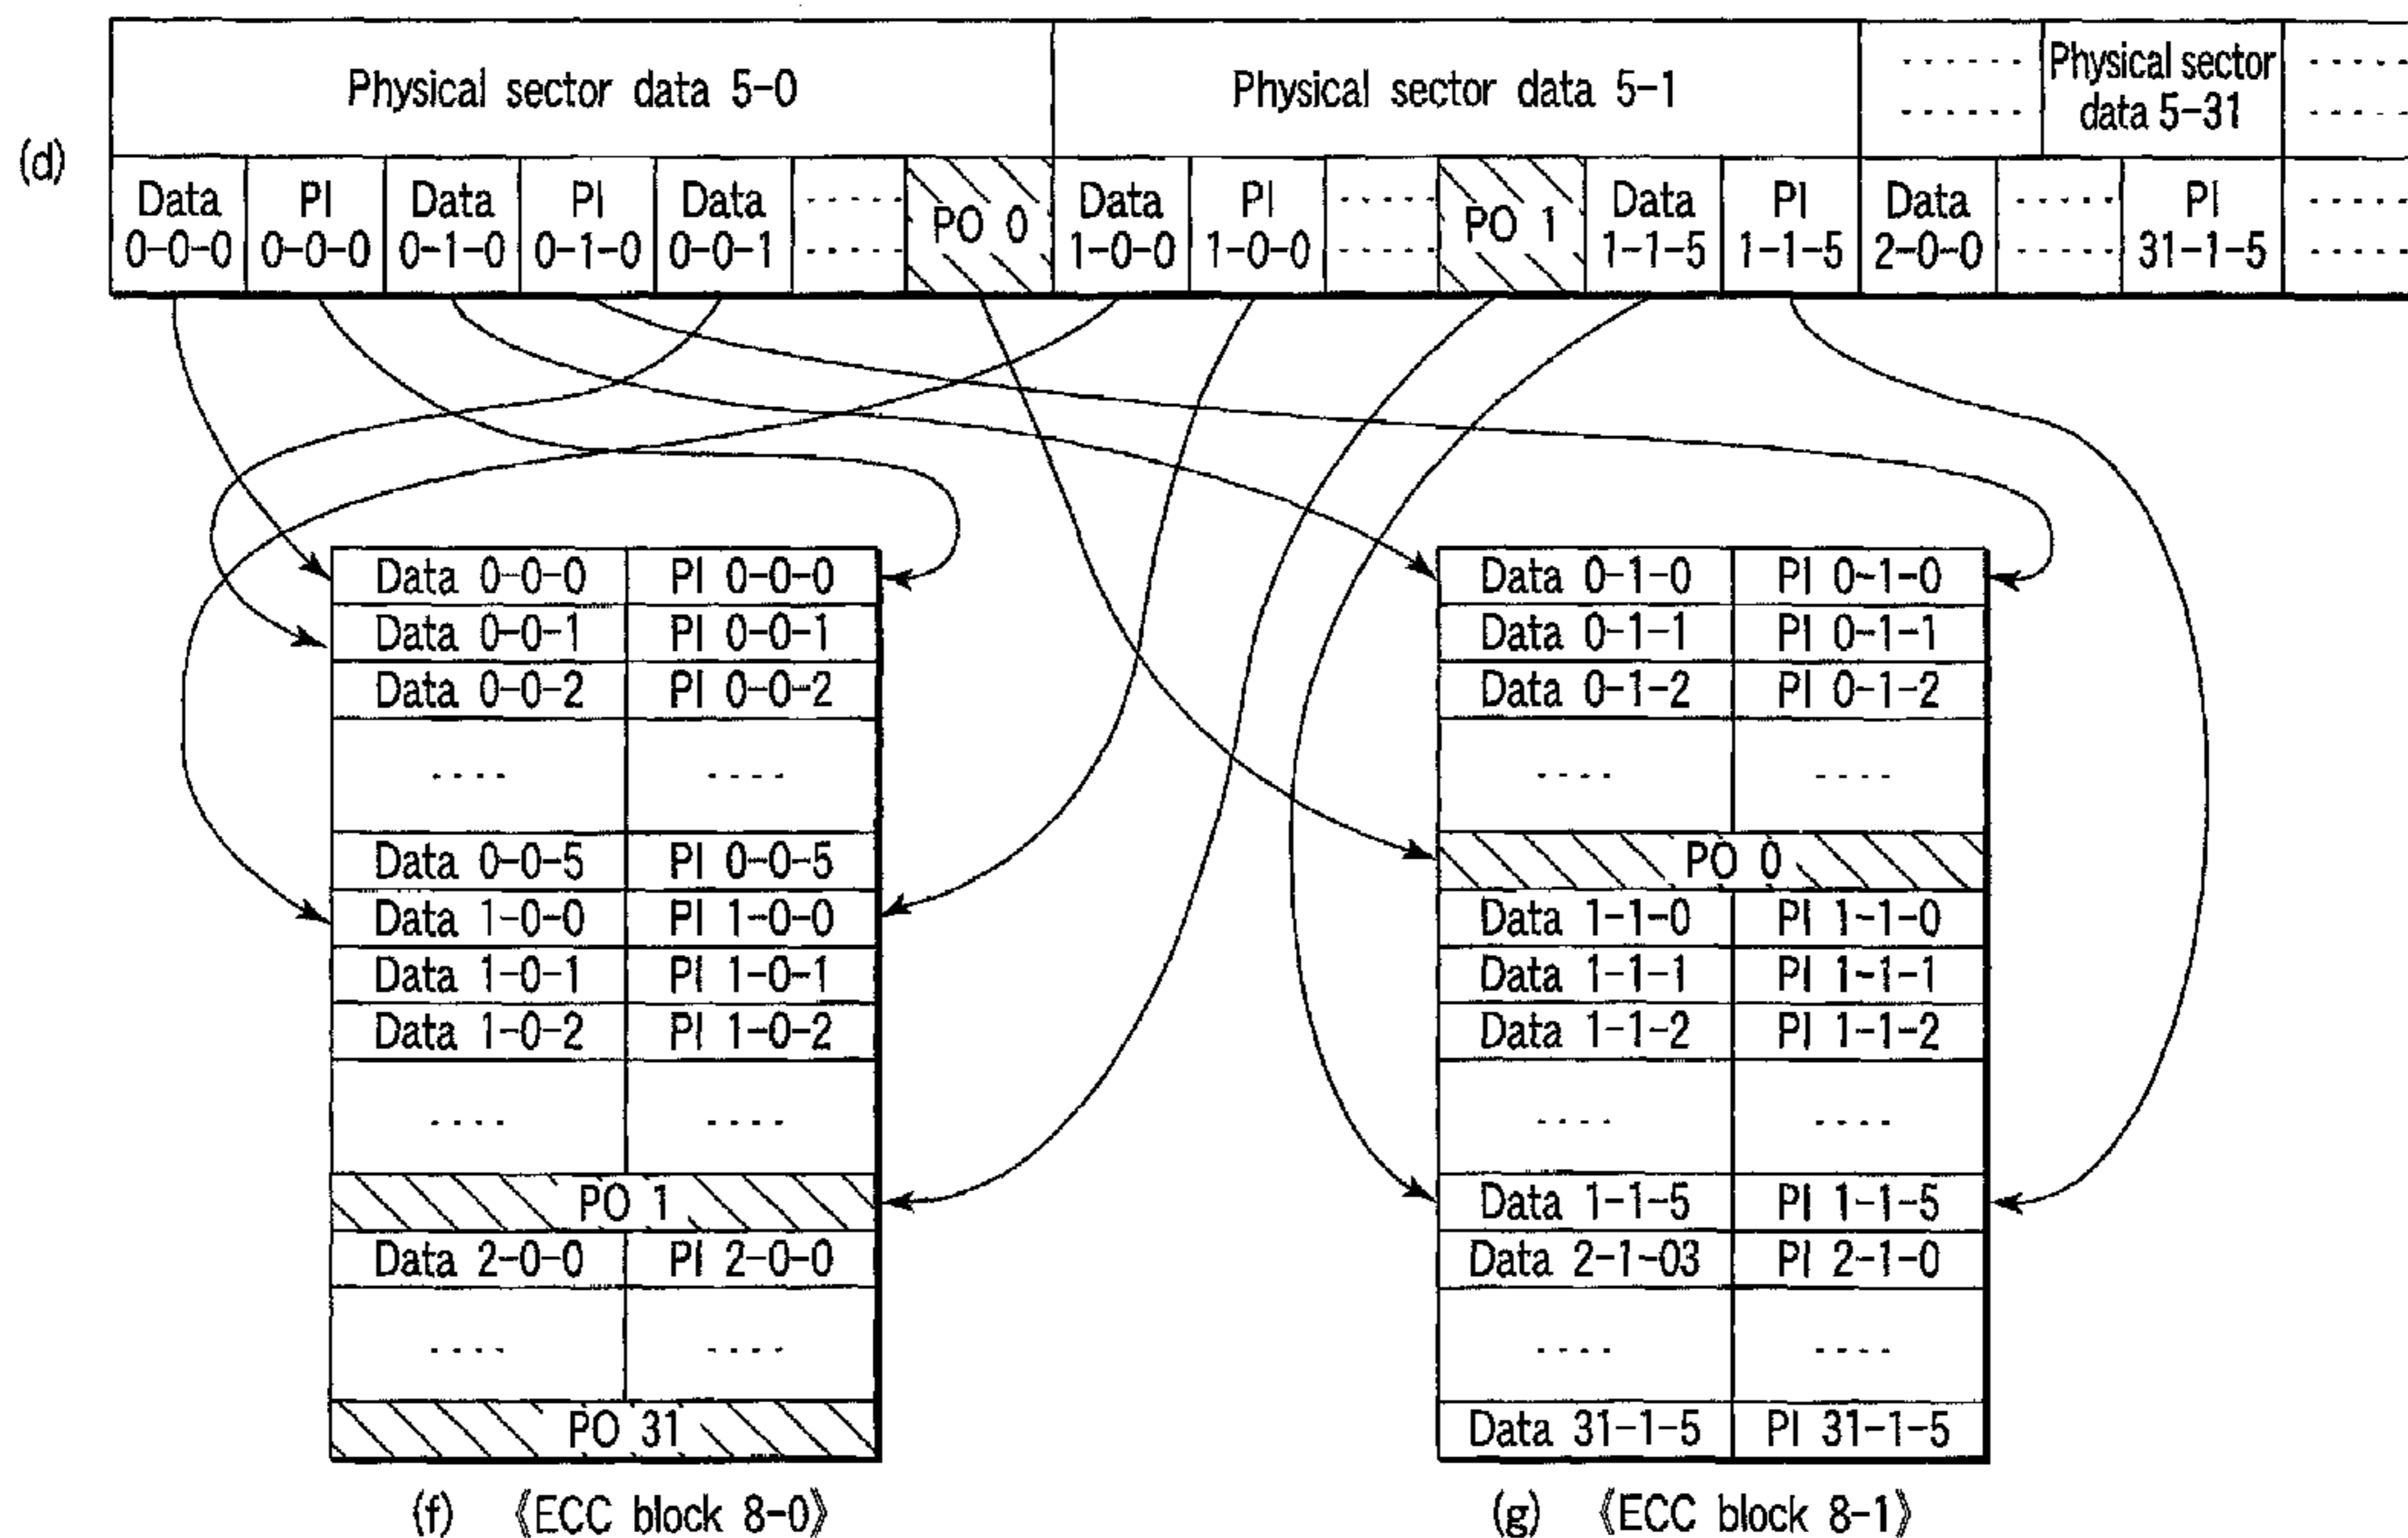 (d)
Physical sector data 5-0
Physical sector data 5-1
Physical sector
data 5-31
Data
0-0-0
PI
0-0-0
Data
0-1-0
PI
0-1-0
Data
0-0-1
PO 0
Data
1-0-0
PI
1-0-0
PO 1
Data
1-1-5
PI
1-1-5
Data
2-0-0
PI
31-1-5
Data 0-0-0 PI 0-0-0
Data 0-0-1 PI 0-0-1
Data 0-0-2 PI 0-0-2
.... ....
Data 0-0-5 PI 0-0-5
Data 1-0-0 PI 1-0-0
Data 1-0-1 PI 1-0-1
Data 1-0-2 PI 1-0-2
.... ....
PO 1
Data 2-0-0 PI 2-0-0
.... ....
PO 31
(f) 《ECC block 8-0》
Data 0-1-0 PI 0-1-0
Data 0-1-1 PI 0-1-1
Data 0-1-2 PI 0-1-2
.... ....
PO 0
Data 1-1-0 PI 1-1-0
Data 1-1-1 PI 1-1-1
Data 1-1-2 PI 1-1-2
.... ....
Data 1-1-5 PI 1-1-5
Data 2-1-03 PI 2-1-0
.... ....
Data 31-1-5 PI 31-1-5
(g) 《ECC block 8-1》